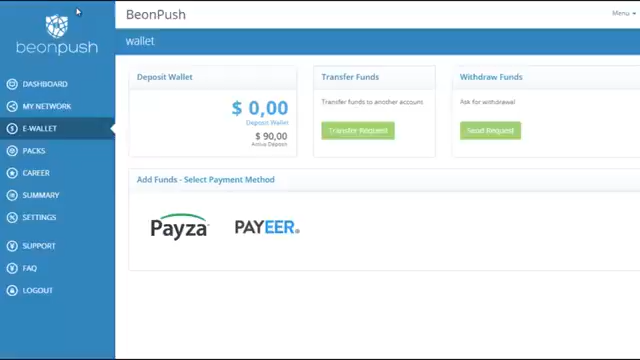 beonpush
DASHBOARD
MY NETWORK
E-WALLET
PACKS
CAREER
SUMMARY
SETTINGS
SUPPORT
FAQ
LOGOUT
BeonPush
Menu
wallet
Deposit Wallet
$ 0,00
Deposit Wallet
$ 90,00
Active Deposit
Transfer Funds
Transfer funds to another account
Transfer Request
Withdraw Funds
Ask for withdrawal
Send Request
Add Funds - Select Payment Method
Payza
PAYEER